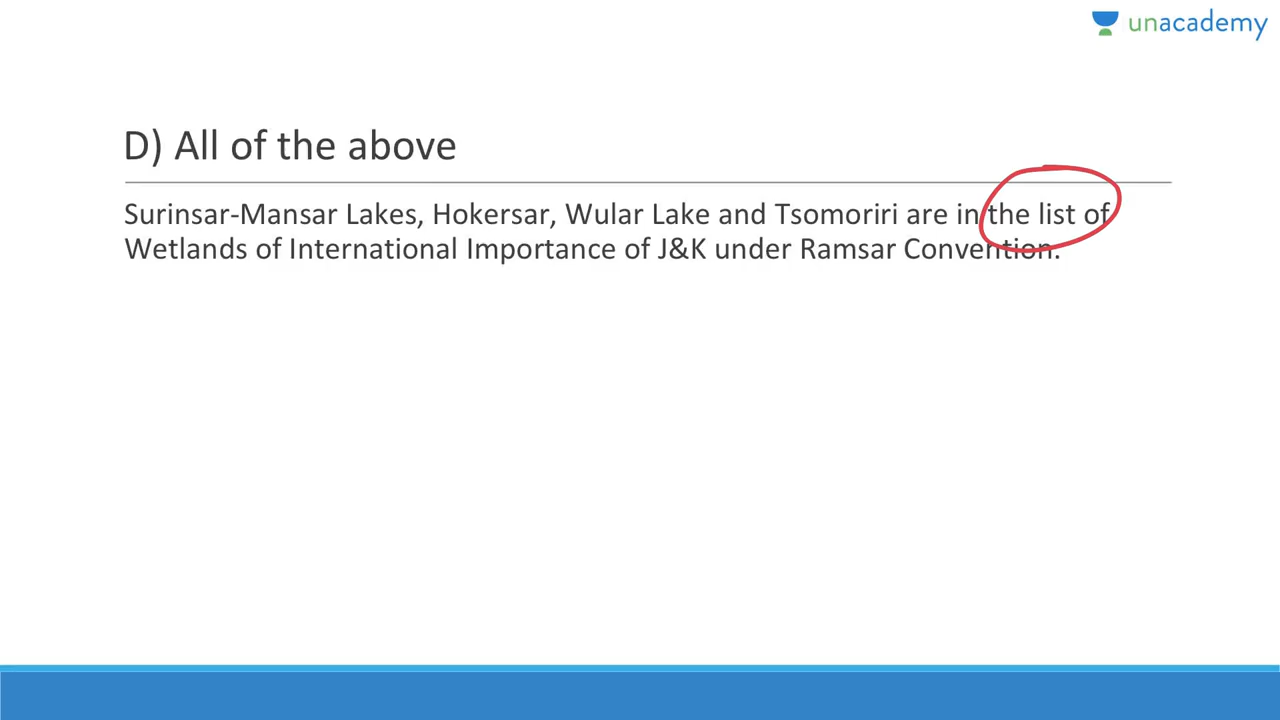 unacademy
D) All of the above
Surinsar-Mansar Lakes, Hokersar, Wular Lake and Tsomoriri are in the list of
Wetlands of International Importance of J&K under Ramsar Convention.